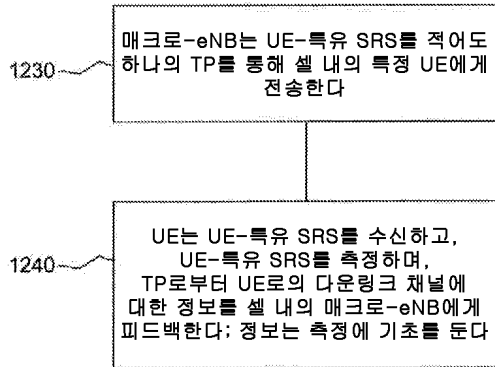 1230
매크로-eNB는 UE-특유 SRS를 적어도
하나의 TP를 통해 셀 내의 특정 UE에게
전송한다
1240
UE는 UE-특유 SRS를 수신하고,
UE-특유 SRS를 측정하며,
TP로부터 UE로의 다운링크 채널에
대한 정보를 셀 내의 매크로-eNB에게
피드백한다; 정보는 측정에 기초를 둔다